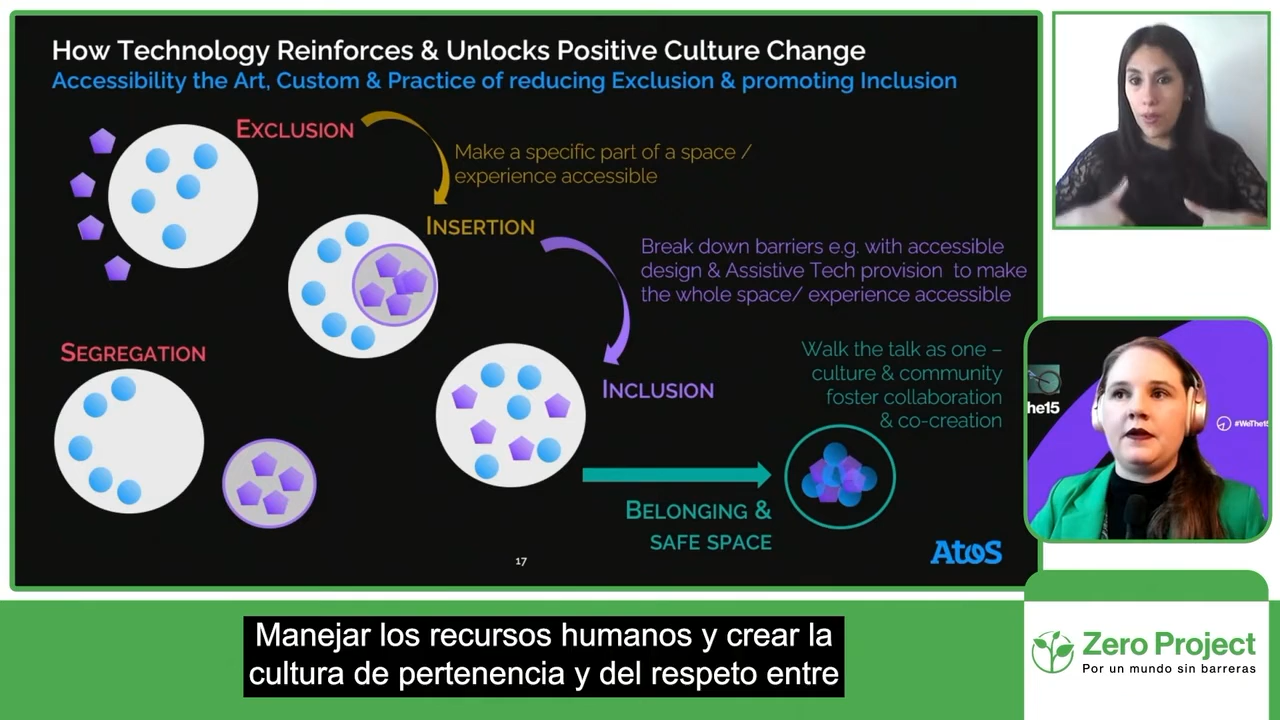 How Technology Reinforces & Unlocks Positive Culture Change
Accessibility the Art, Custom & Practice of reducing Exclusion & promoting Inclusion
EXCLUSION
Make a specific part of a space /
experience accessible
INSERTION
Break down barriers e.g. with accessible
design & Assistive Tech provision to make
the whole space/ experience accessible
SEGREGATION
INCLUSION
Walk the talk as one –
culture & community
foster collaboration
& co-creation
BELONGING &
SAFE SPACE
17
Atos
he15
#WeThe15
Manejar los recursos humanos y crear la
cultura de pertenencia y del respeto entre
Zero Project
Por un mundo sin barreras